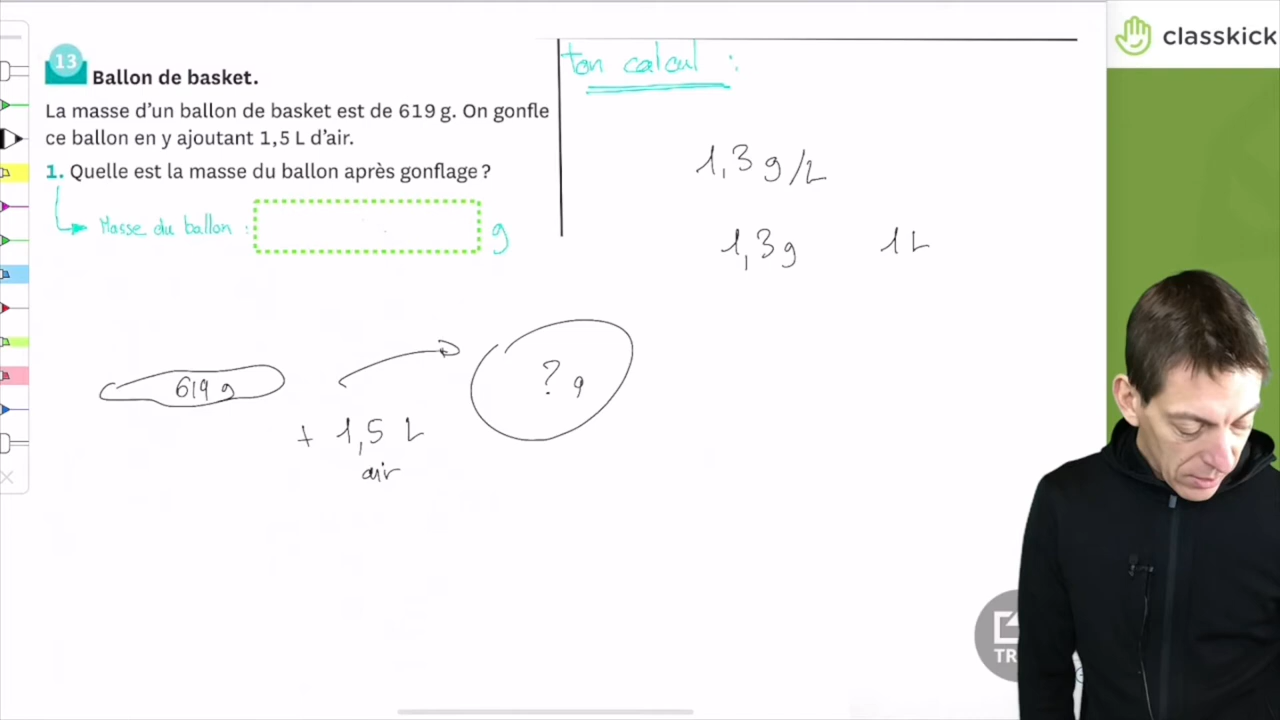 classkick
13
Ballon de basket.
La masse d'un ballon de basket est de 619 g. On gonfle
ce ballon en y ajoutant 1,5 L d'air.
1. Quelle est la masse du ballon après gonflage ?
Masse du ballon : g
ton calcul :
1,3 g/L
1,3 g 1 L
619 g
+ 1,5 L
air
? g
TR